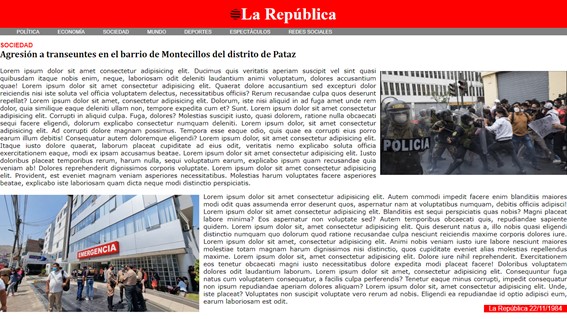 La República
POLÍTICA ECONOMÍA SOCIEDAD MUNDO DEPORTES ESPECTÁCULOS REDES SOCIALES
SOCIEDAD
Agresión a transeuntes en el barrio de Montecillos del distrito de Pataz
Lorem ipsum dolor sit amet consectetur adipisicing elit. Ducimus quis veritatis aperiam suscipit vel sint quasi
quibusdam itaque nobis enim, neque, laboriosam odit deleniti laudantium animi voluptatum, dolores accusantium
quae! Lorem ipsum dolor sit amet consectetur adipisicing elit. Quaerat dolore accusantium sed excepturi dolor
reiciendis nisi iste soluta et vero possimus delectus, necessitatibus officiis? Rerum recusandae culpa quos deserunt
repellat? Lorem ipsum dolor sit amet consectetur adipisicing elit. Dolorum, iste nisi aliquid in ad fuga amet unde rem
dolor, quia similique eaque deleniti ullam non, tempore expedita cum et? Sunt. Lorem ipsum dolor sit amet consectetur
adipisicing elit. Corrupti in aliquid culpa. Fuga, dolores? Molestias suscipit iusto, quasi dolorem, ratione nulla obcaecati
sequi facere eligendi, dolorum explicabo consectetur numquam deleniti. Lorem ipsum dolor, sit amet consectetur
adipisicing elit. Ad corrupti dolore magnam possimus. Tempora esse eaque odio, quis quae ea corrupti eius porro
earum illum debitis! Consequatur autem doloremque eligendi? Lorem ipsum dolor sit amet consectetur adipisicing elit.
Itaque iusto dolore quaerat, laborum placeat cupiditate ad eius odit, veritatis nemo explicabo soluta officia
exercitationem eaque, modi ex accusamus beatae. Lorem ipsum dolor sit amet consectetur adipisicing elit. Iusto
doloribus placeat temporibus rerum, harum nulla, sequi voluptatum earum, explicabo ipsum quam recusandae quia
veniam ab! Dolores reprehenderit dignissimos corporis voluptate. Lorem ipsum dolor sit amet consectetur adipisicing
elit. Provident, est eveniet magnam veniam asperiores necessitatibus. Molestias harum voluptates facere asperiores
beatae, explicabo iste laboriosam quam dicta neque modi distinctio perspiciatis.
POLICIA
EMERGENCIA
Lorem ipsum dolor sit amet consectetur adipisicing elit. Autem commodi impedit facere enim blanditiis maiores
modi odit quas assumenda error deserunt quos, aspernatur nam at voluptatibus numquam, debitis officiis adipisci!
Lorem ipsum dolor sit amet consectetur adipisicing elit. Blanditiis est sequi perspiciatis quas nobis? Magni placeat
labore minima? Eos aspernatur non voluptate sed? Autem temporibus obcaecati quis, repudiandae sapiente
quidem. Lorem ipsum dolor sit amet, consectetur adipisicing elit. Quis deserunt natus a, illo nobis quasi eligendi
distinctio numquam quo dolorum quod ratione recusandae culpa nesciunt reiciendis maxime corporis dolores iure.
Lorem ipsum dolor sit amet consectetur adipisicing elit. Animi nobis veniam iusto iure labore nesciunt maiores
molestiae totam magnam harum dignissimos nisi distinctio, quos cupiditate eveniet alias molestias repellendus
maxime. Lorem ipsum dolor sit amet consectetur adipisicing elit. Dolor nihil iure reprehenderit. Exercitationem
eos tenetur obcaecati magni iusto necessitatibus dolore expedita modi placeat facere! Doloribus voluptatem
dolores odit laudantium laborum. Lorem ipsum dolor sit amet consectetur adipisicing elit. Consequuntur fuga
natus cum voluptatem consequatur, a facilis perspiciatis perferendis? Tenetur eaque minus corrupti, impedit consequatur
non ipsum repudiandae aperiam dolores aliquam? Lorem ipsum dolor sit amet, consectetur adipisicing elit. Unde,
iste placeat? Voluptates non suscipit voluptate vero rerum ad nobis. Eligendi ea repudiandae id optio adipisci eum,
earum laboriosam est odit.
La República 22/11/1984